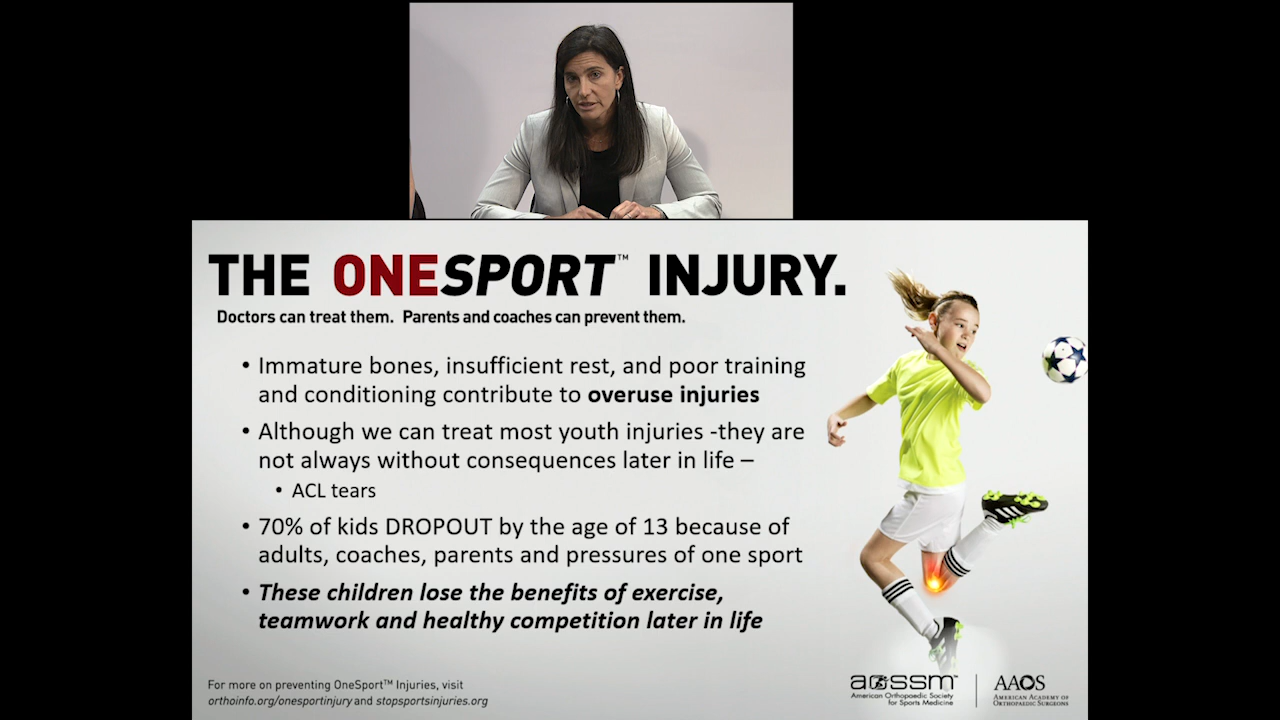 THE ONESPORT™ INJURY.
Doctors can treat them. Parents and coaches can prevent them.
• Immature bones, insufficient rest, and poor training
and conditioning contribute to overuse injuries
• Although we can treat most youth injuries -they are
not always without consequences later in life –
• ACL tears
• 70% of kids DROPOUT by the age of 13 because of
adults, coaches, parents and pressures of one sport
• These children lose the benefits of exercise,
teamwork and healthy competition later in life
For more on preventing OneSport™ Injuries, visit
orthoinfo.org/onesportinjury and stopsportsinjuries.org
aossm™
American Orthopaedic Society
for Sports Medicine
AAOS
AMERICAN ACADEMY OF
ORTHOPAEDIC SURGEONS